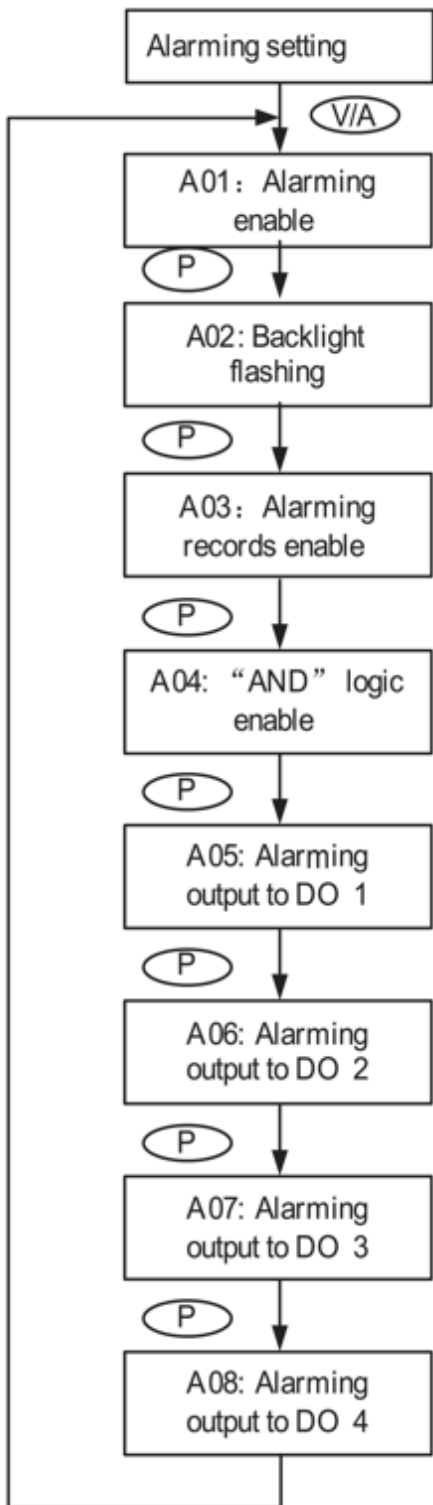 Alarming setting
V/A
A01：Alarming
enable
P
A02: Backlight
flashing
P
A03：Alarming
records enable
P
A04: “AND” logic
enable
P
A05: Alarming
output to DO 1
P
A06: Alarming
output to DO 2
P
A07: Alarming
output to DO 3
P
A08: Alarming
output to DO 4